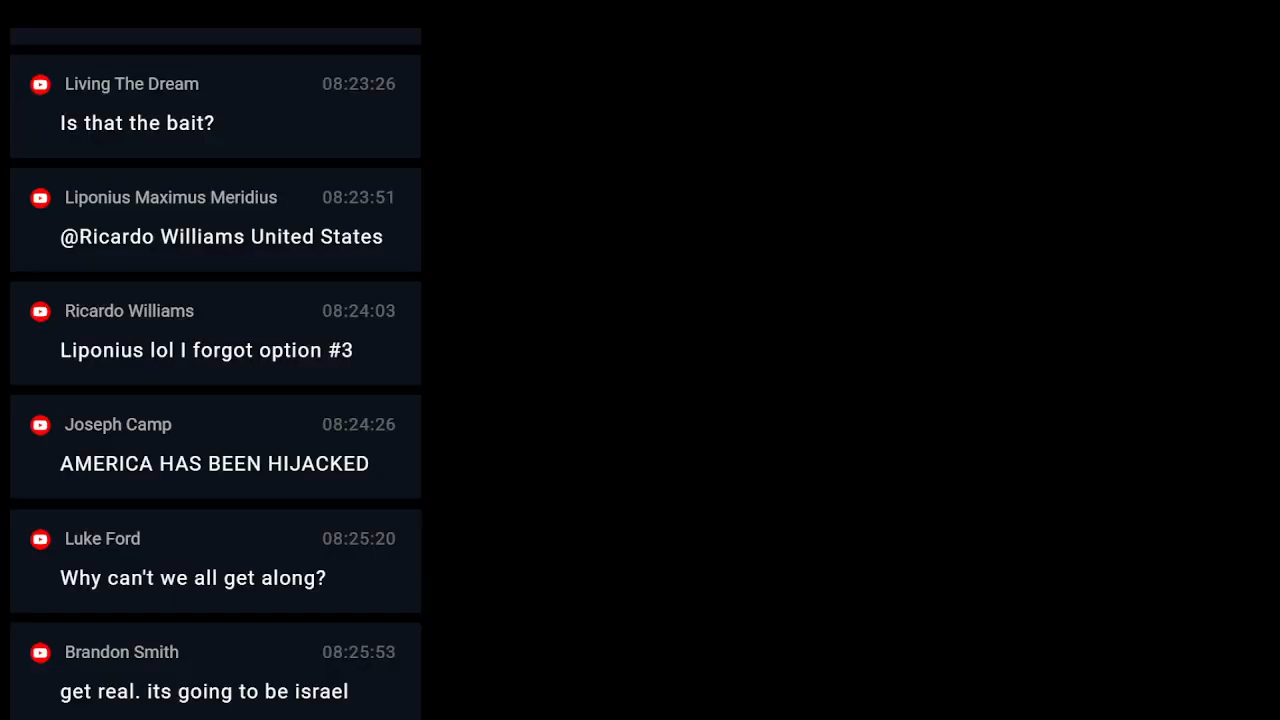 Living The Dream 08:23:26
Is that the bait?
Liponius Maximus Meridius 08:23:51
@Ricardo Williams United States
Ricardo Williams 08:24:03
Liponius lol I forgot option #3
Joseph Camp 08:24:26
AMERICA HAS BEEN HIJACKED
Luke Ford 08:25:20
Why can't we all get along?
Brandon Smith 08:25:53
get real. its going to be israel